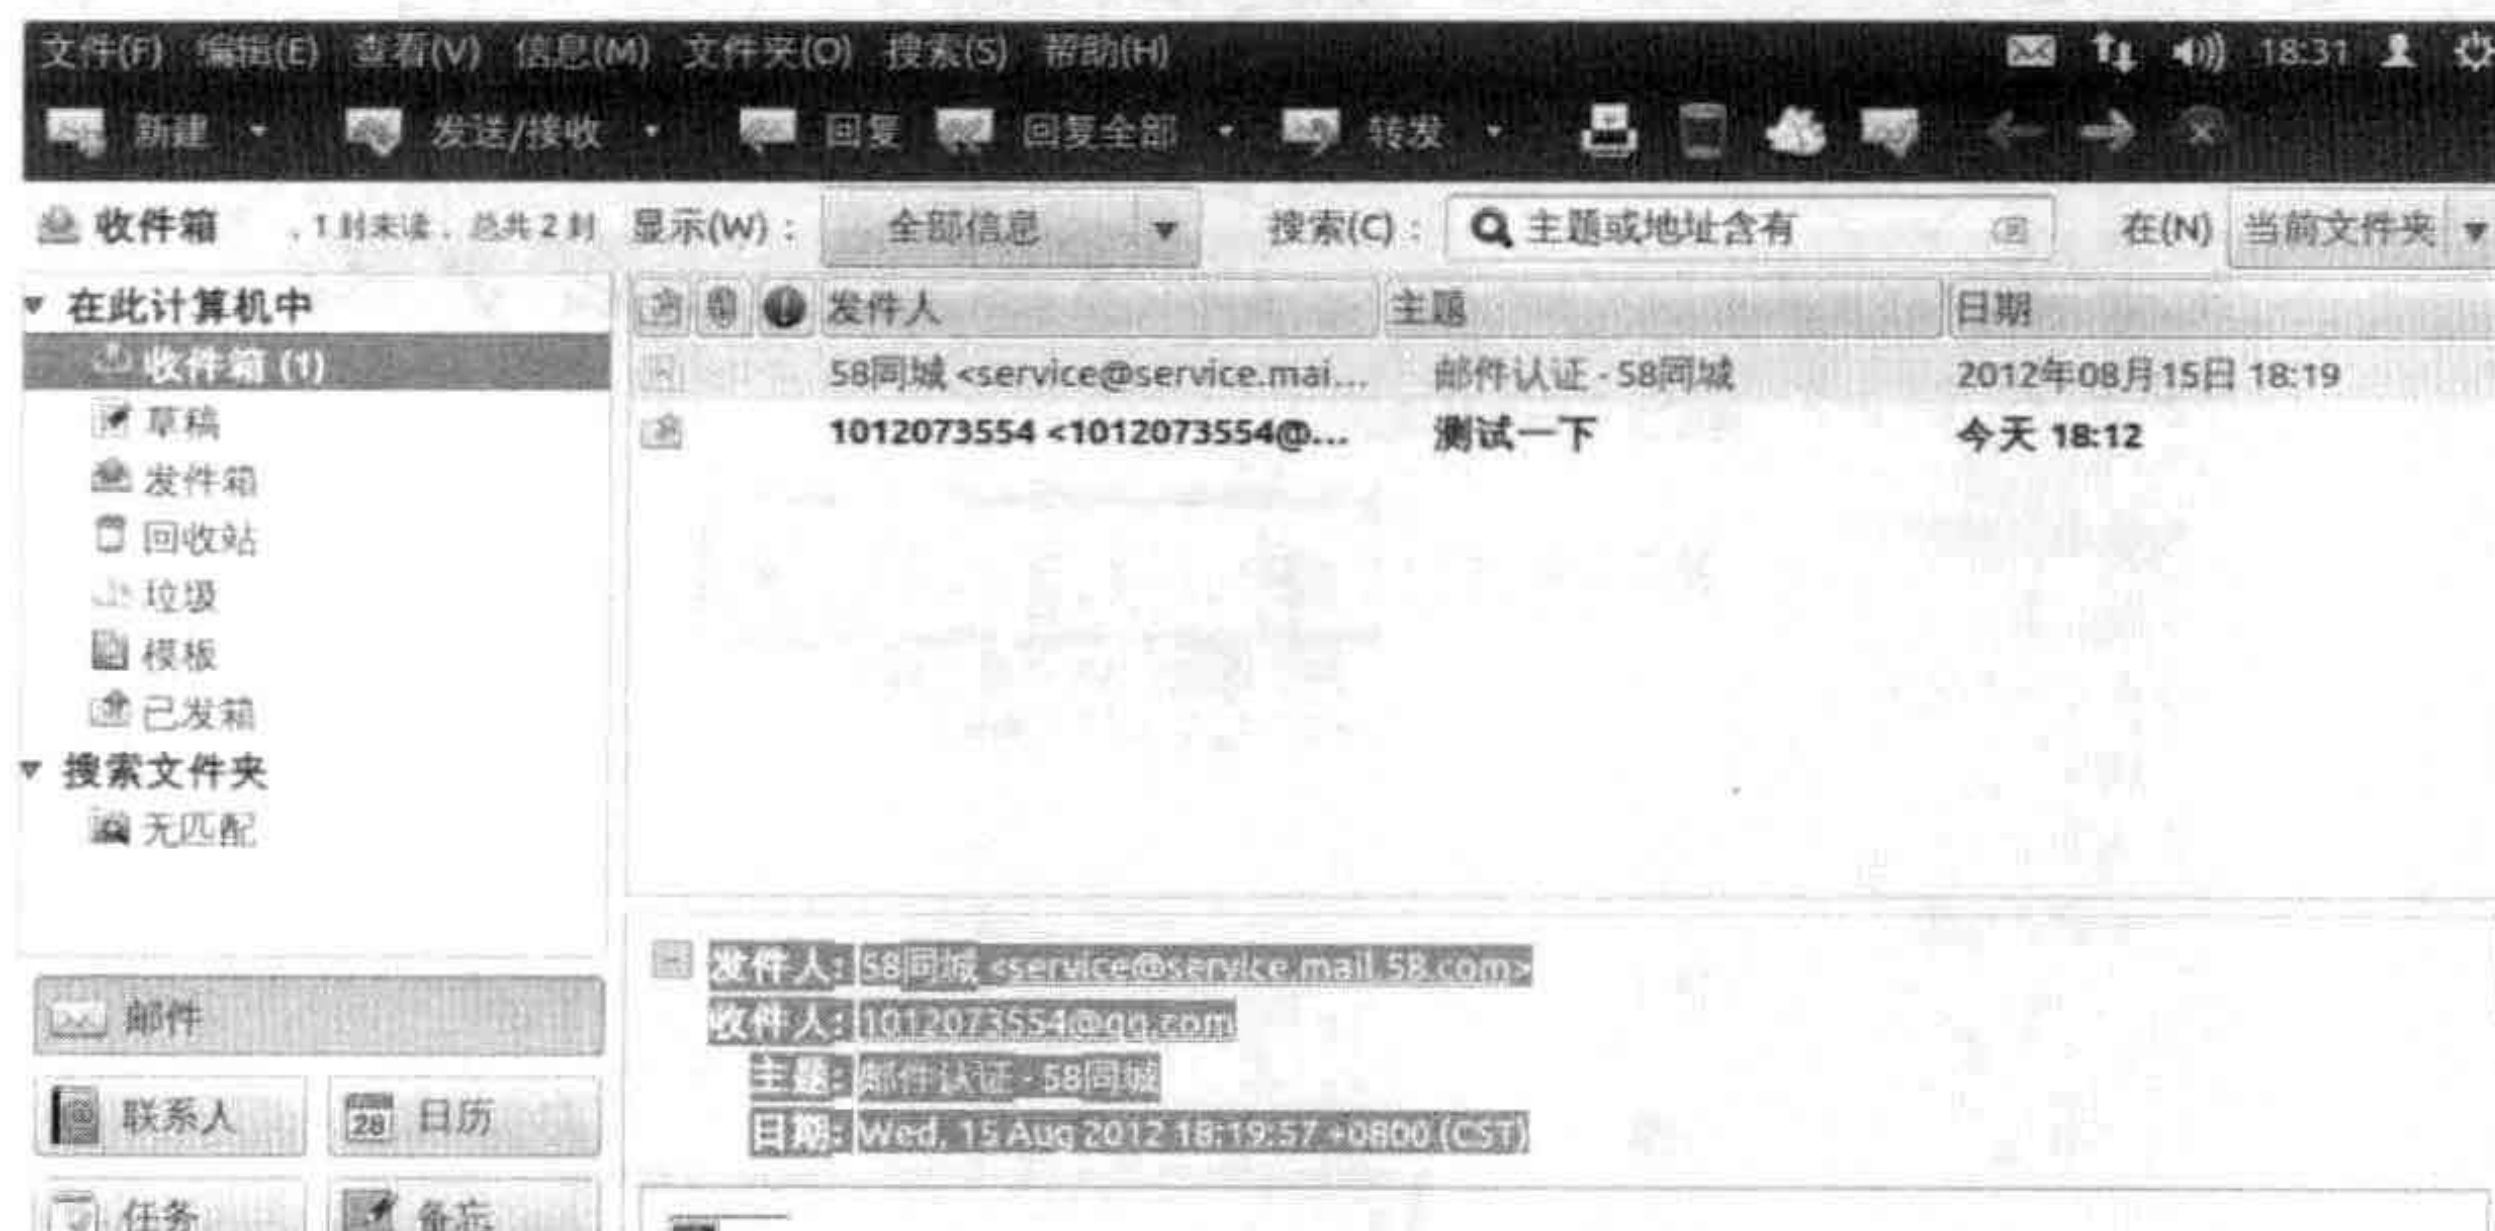 文件(F) 编辑(E) 查看(V) 信息(M) 文件夹(O) 搜索(S) 帮助(H) 18:31
新建 发送/接收 回复 回复全部 转发
收件箱 , 1 封未读, 总共 2 封 显示(W): 全部信息 搜索(C): 主题或地址含有 在(N) 当前文件夹
在此计算机中
发件人 主题 日期
收件箱 (1)
58同城 <service@service.mai... 邮件认证 - 58同城 2012年08月15日 18:19
草稿
1012073554 <1012073554@... 测试一下 今天 18:12
发件箱
回收站
垃圾
模板
已发箱
搜索文件夹
无匹配
发件人: 58同城 <service@service.mail.58.com>
收件人: 1012073554@qq.com
主题: 邮件认证 - 58同城
日期: Wed, 15 Aug 2012 18:19:57 +0800 (CST)
邮件
联系人 28 日历
任务 备忘